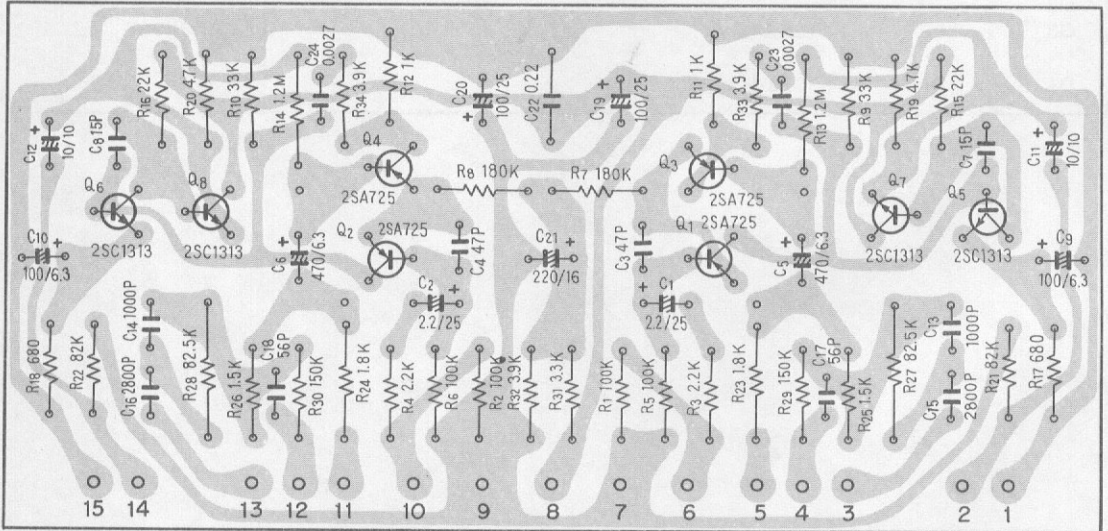 C12 + 10/10
C8 15P
R16 22K
R20 47K
R10 33K
R14 1.2M
C24 0.0027
R34 3.9K
R12 1K
C20 + 100/25
C22 0.22
C19 + 100/25
R11 1K
R33 3.9K
C23 0.0027
R13 1.2M
R9 33K
R19 4.7K
R15 22K
C7 15P
C11 + 10/10
Q6 2SC1313
Q8 2SC1313
Q4 2SA725
R8 180K
R7 180K
Q3 2SA725
Q7 2SC1313
Q5 2SC1313
C10 + 100/6.3
C6 + 470/6.3
Q2 2SA725
C4 47P
C21 + 220/16
C3 47P
Q1 2SA725
C5 + 470/6.3
C9 + 100/6.3
C2 + 2.2/25
C1 + 2.2/25
R18 680
R22 82K
C14 1000P
C16 2800P
R28 82.5K
R26 1.5K
C18 56P
R30 150K
R24 1.8K
R4 2.2K
R6 100K
R2 100K
R32 3.9K
R31 3.3K
R1 100K
R5 100K
R3 2.2K
R23 1.8K
R29 150K
C17 56P
R25 1.5K
R27 82.5K
C13 1000P
C15 2800P
R21 82K
R17 680
15 14 13 12 11 10 9 8 7 6 5 4 3 2 1